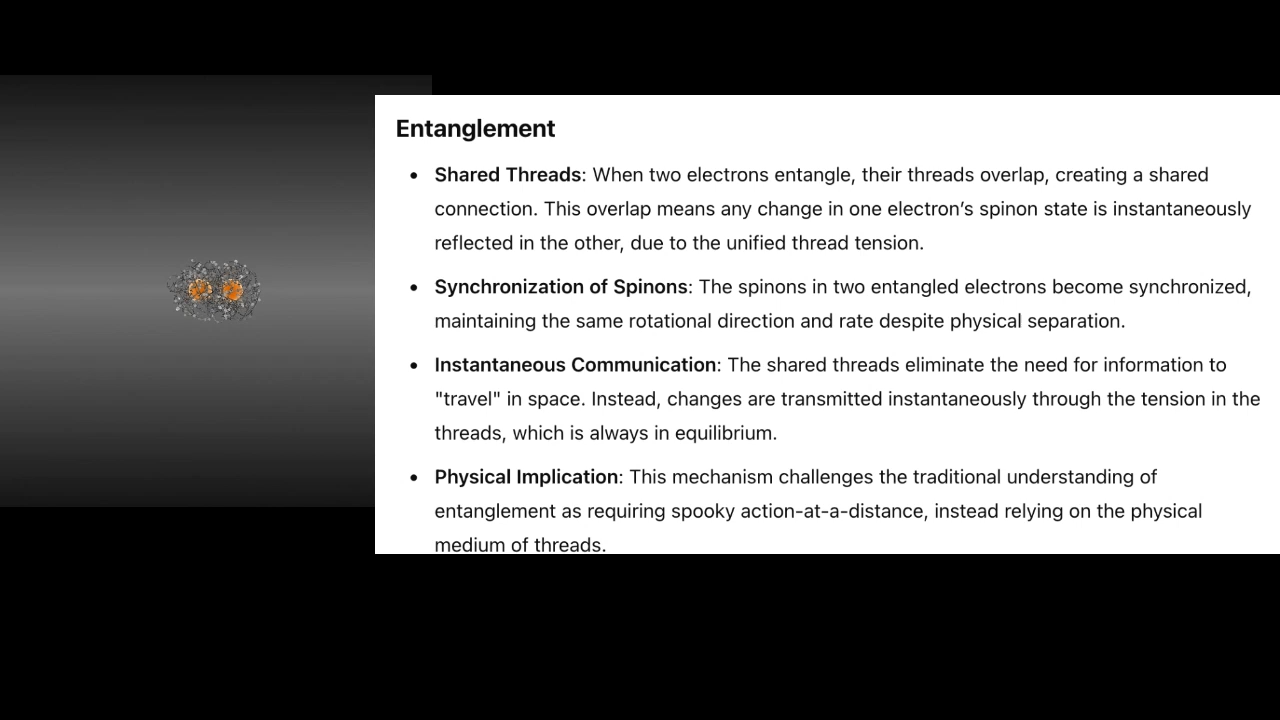 Entanglement
• Shared Threads: When two electrons entangle, their threads overlap, creating a shared
connection. This overlap means any change in one electron’s spinon state is instantaneously
reflected in the other, due to the unified thread tension.
• Synchronization of Spinons: The spinons in two entangled electrons become synchronized,
maintaining the same rotational direction and rate despite physical separation.
• Instantaneous Communication: The shared threads eliminate the need for information to
"travel" in space. Instead, changes are transmitted instantaneously through the tension in the
threads, which is always in equilibrium.
• Physical Implication: This mechanism challenges the traditional understanding of
entanglement as requiring spooky action-at-a-distance, instead relying on the physical
medium of threads.